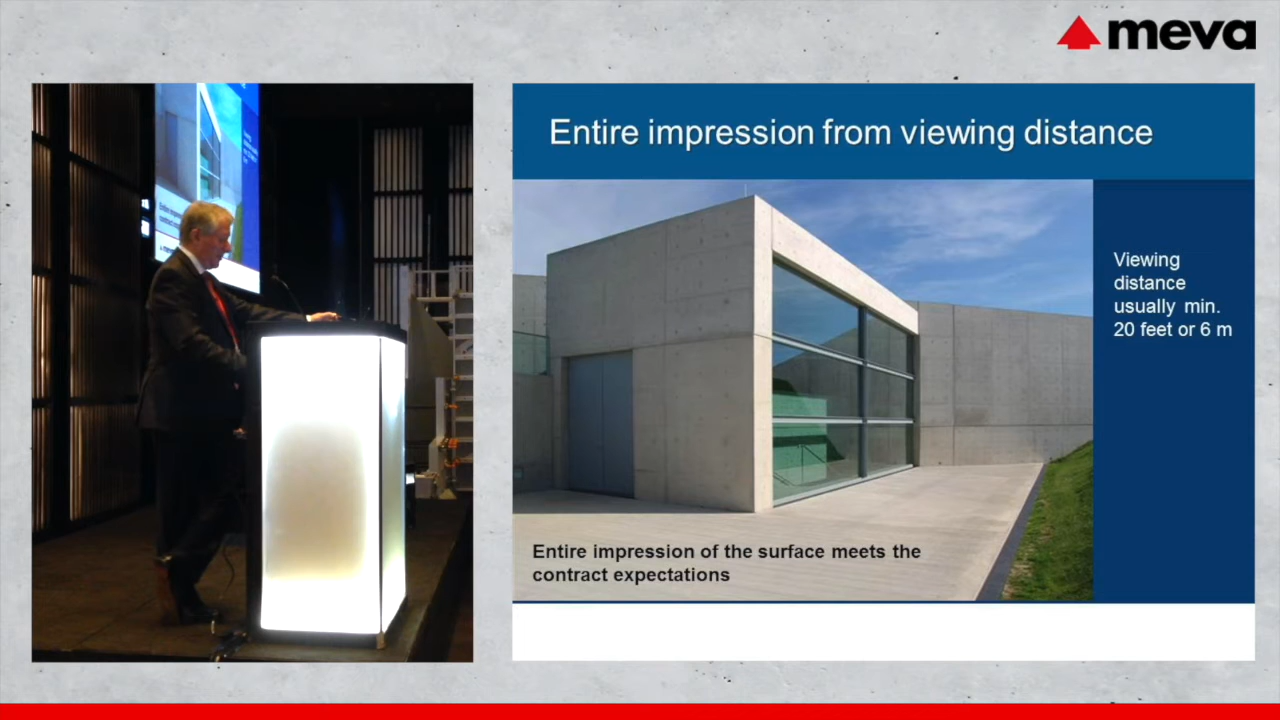 meva
Entire impression from viewing distance
Viewing
distance
usually min.
20 feet or 6 m
Entire impression of the surface meets the
contract expectations